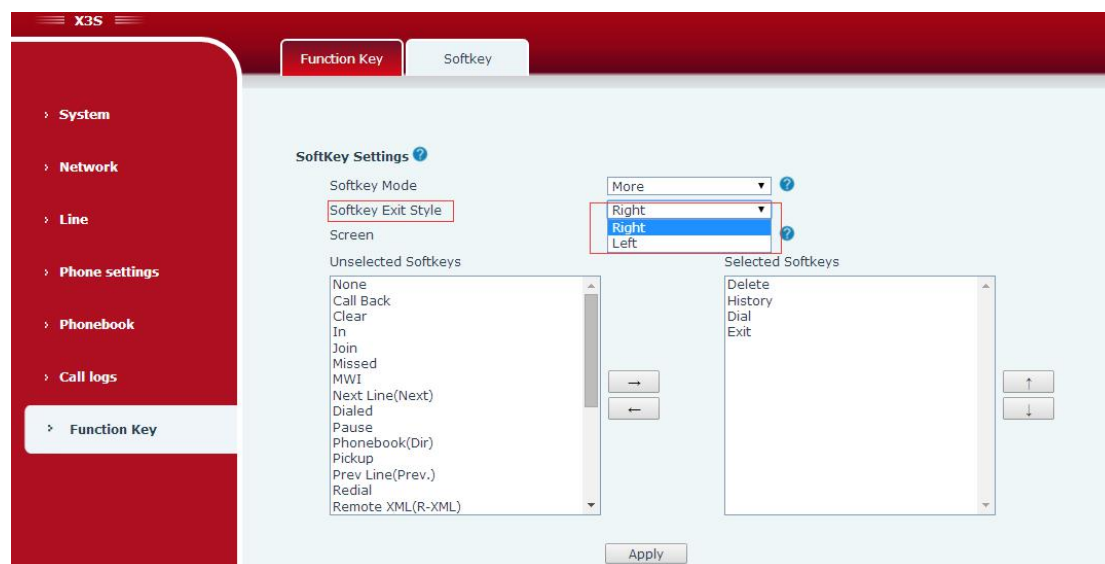 X3S
Function Key
Softkey
System
Network
Line
Phone settings
Phonebook
Call logs
Function Key
SoftKey Settings ?
Softkey Mode
More
?
Softkey Exit Style
Right
Right
Left
Screen
?
Unselected Softkeys
Selected Softkeys
None
Call Back
Clear
In
Join
Missed
MWI
Next Line(Next)
Dialed
Pause
Phonebook(Dir)
Pickup
Prev Line(Prev.)
Redial
Remote XML(R-XML)
→
←
Delete
History
Dial
Exit
↑
↓
Apply